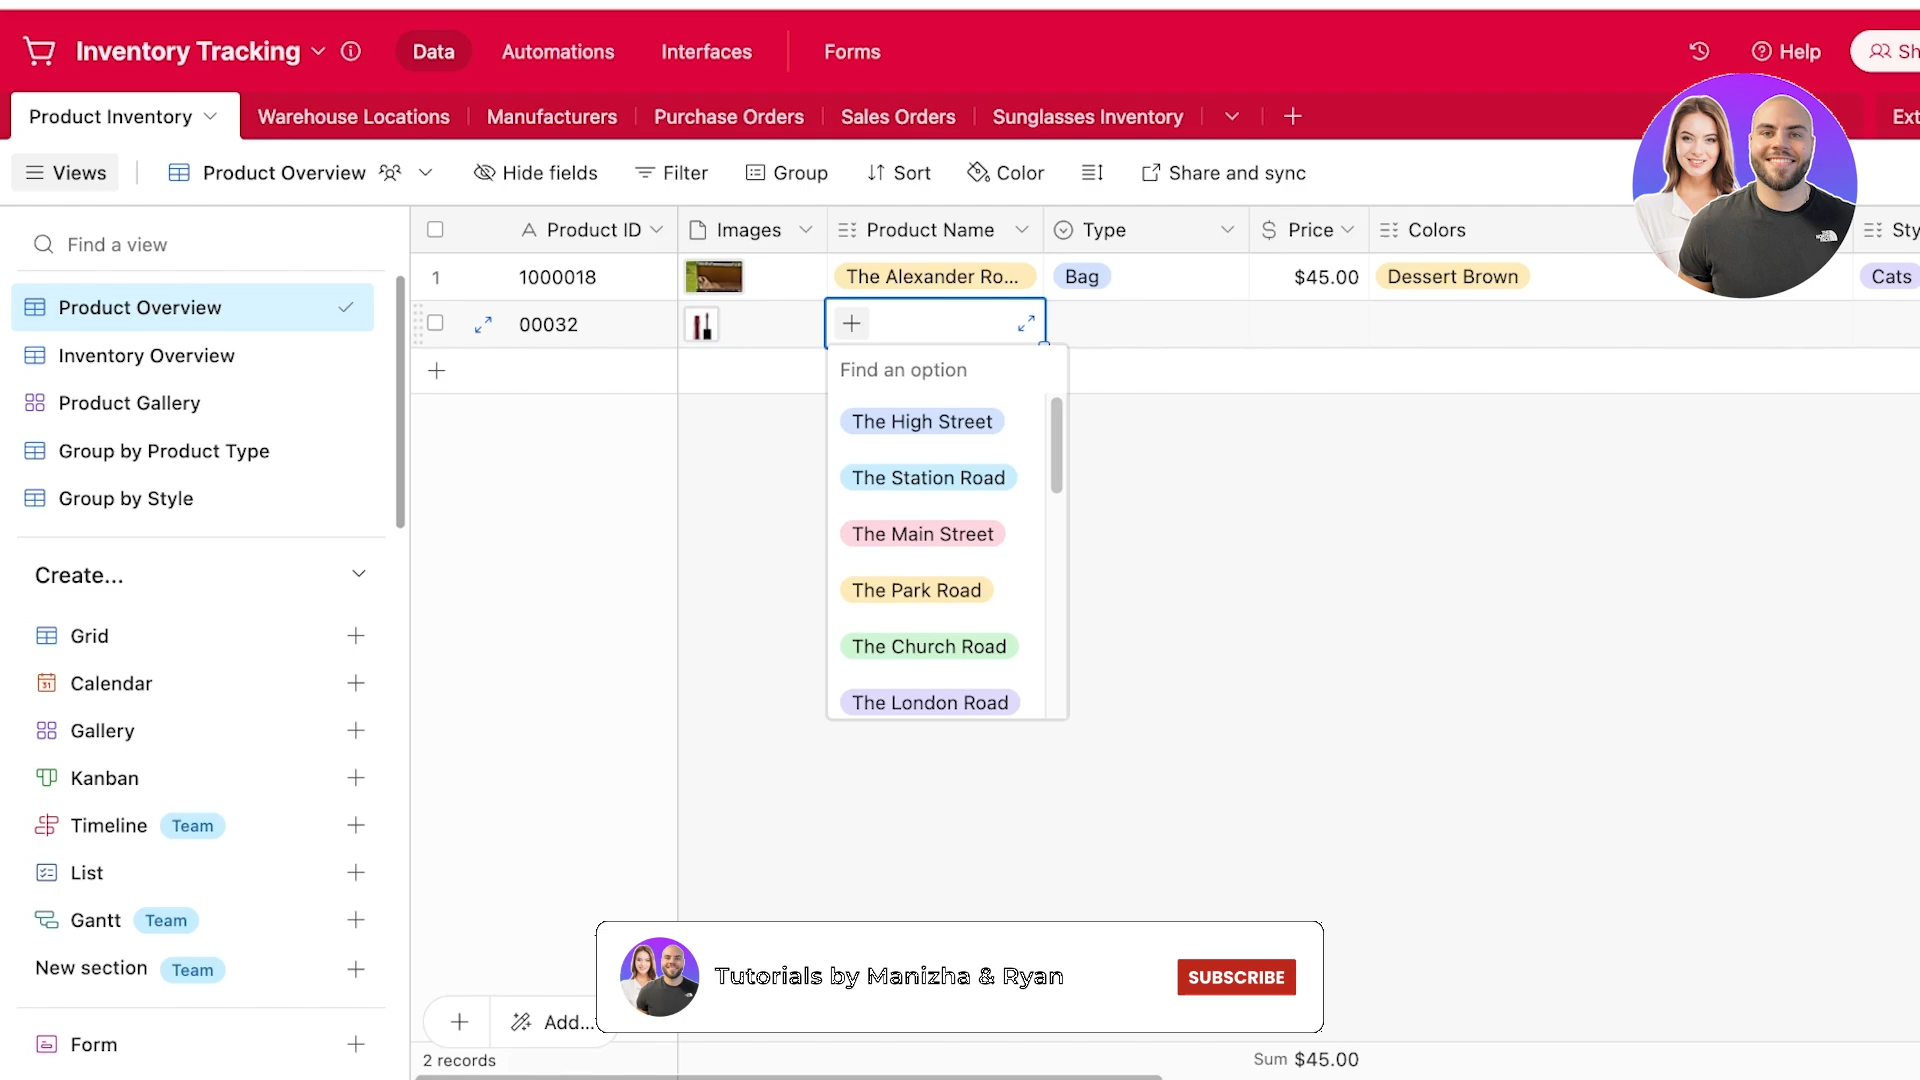 Inventory Tracking
Data
Automations
Interfaces
Forms
Help
Sh
Product Inventory
Warehouse Locations
Manufacturers
Purchase Orders
Sales Orders
Sunglasses Inventory
Ext
Views
Product Overview
Hide fields
Filter
Group
Sort
Color
Share and sync
Find a view
Product Overview
Inventory Overview
Product Gallery
Group by Product Type
Group by Style
Create...
Grid
Calendar
Gallery
Kanban
Timeline Team
List
Gantt Team
New section Team
Form
Product ID Images Product Name Type Price Colors Sty
1 1000018 The Alexander Ro... Bag $45.00 Dessert Brown Cats
00032
Find an option
The High Street
The Station Road
The Main Street
The Park Road
The Church Road
The London Road
Tutorials by Manizha & Ryan
SUBSCRIBE
Add...
2 records
Sum $45.00